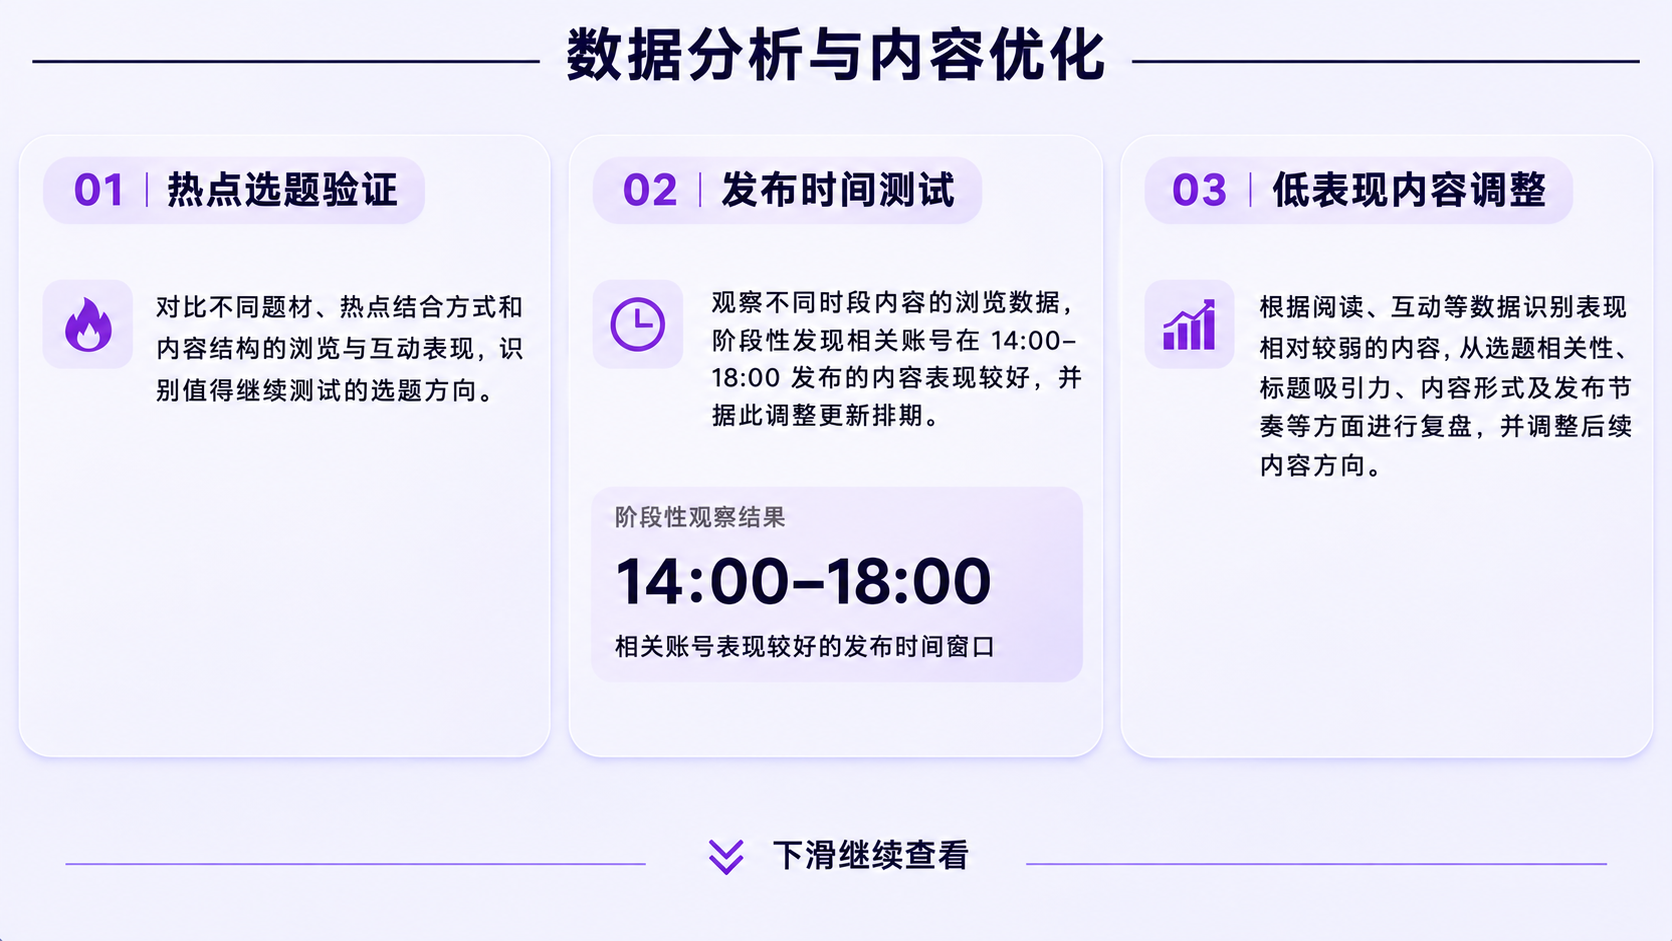 数据分析与内容优化
01 | 热点选题验证
对比不同题材、热点结合方式和
内容结构的浏览与互动表现，识
别值得继续测试的选题方向。
02 | 发布时间测试
观察不同时段内容的浏览数据，
阶段性发现相关账号在 14:00–
18:00 发布的内容表现较好，并
据此调整更新排期。
阶段性观察结果
14:00–18:00
相关账号表现较好的发布时间窗口
03 | 低表现内容调整
根据阅读、互动等数据识别表现
相对较弱的内容，从选题相关性、
标题吸引力、内容形式及发布节
奏等方面进行复盘，并调整后续
内容方向。
下滑继续查看